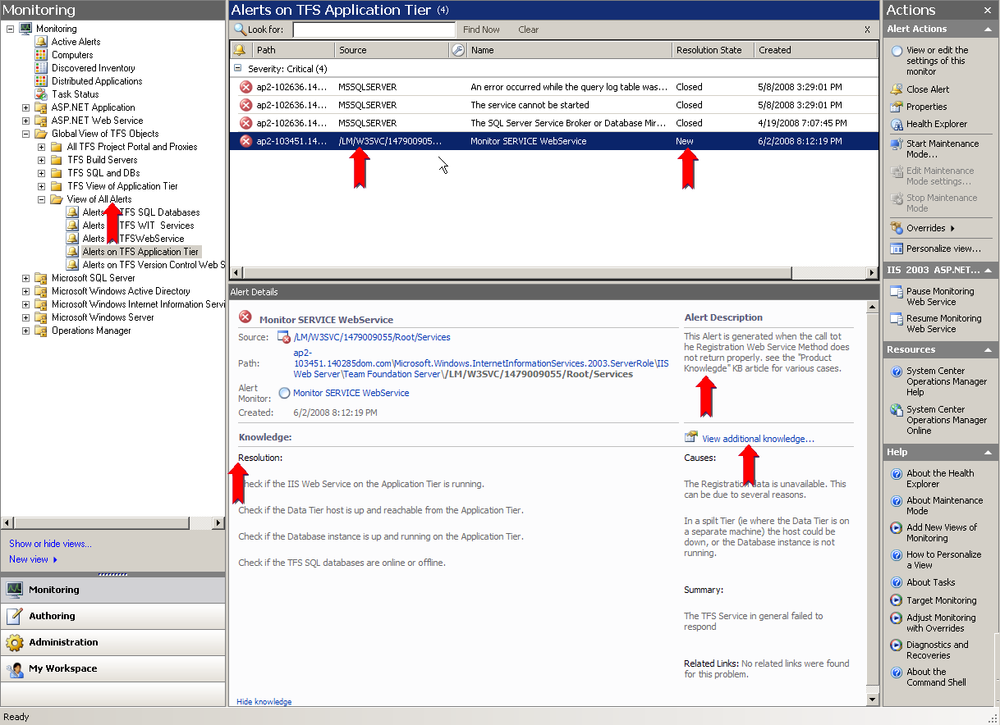 Monitoring
Monitoring
Active Alerts
Computers
Discovered Inventory
Distributed Applications
Task Status
ASP.NET Application
ASP.NET Web Service
Global View of TFS Objects
All TFS Project Portal and Proxies
TFS Build Servers
TFS SQL and DBs
TFS View of Application Tier
View of All Alerts
Alerts TFS SQL Databases
Alerts TFS WIT Services
Alerts TFSWebService
Alerts on TFS Application Tier
Alerts on TFS Version Control Web S
Microsoft SQL Server
Microsoft Windows Active Directory
Microsoft Windows Internet Information Servi
Microsoft Windows Server
Operations Manager
Show or hide views...
New view
Monitoring
Authoring
Administration
My Workspace
Ready
Alerts on TFS Application Tier (4)
Look for: Find Now Clear X
Path Source Name Resolution State Created
Severity: Critical (4)
ap2-102636.14... MSSQLSERVER An error occurred while the query log table was... Closed 5/8/2008 3:29:01 PM
ap2-102636.14... MSSQLSERVER The service cannot be started Closed 5/8/2008 3:29:01 PM
ap2-102636.14... MSSQLSERVER The SQL Server Service Broker or Database Mir... Closed 4/19/2008 7:07:45 PM
ap2-103451.14... /LM/W3SVC/147900905... Monitor SERVICE WebService New 6/2/2008 8:12:19 PM
Alert Details
Monitor SERVICE WebService
Source: /LM/W3SVC/1479009055/Root/Services
Path: ap2-
103451.140285dom.com\Microsoft.Windows.InternetInformationServices.2003.ServerRole\IIS
Web Server\Team Foundation Server\/LM/W3SVC/1479009055/Root/Services
Alert
Monitor: Monitor SERVICE WebService
Created: 6/2/2008 8:12:19 PM
Knowledge:
Resolution:
heck if the IIS Web Service on the Application Tier is running.
Check if the Data Tier host is up and reachable from the Application Tier.
Check if the Database instance is up and running on the Application Tier.
Check if the TFS SQL databases are online or offline.
Hide knowledge
Alert Description
This Alert is generated when the call tot
he Registration Web Service Method does
not return properly. see the "Product
Knowlegde" KB article for various cases.
View additional knowledge...
Causes:
The Registration data is unavailable. This
can be due to several reasons.
In a spilt Tier (ie where the Data Tier is on
a separate machine) the host could be
down, or the Database instance is not
running.
Summary:
The TFS Service in general failed to
respond
Related Links: No related links were found
for this problem.
Actions
Alert Actions
View or edit the
settings of this
monitor
Close Alert
Properties
Health Explorer
Start Maintenance
Mode...
Edit Maintenance
Mode settings...
Stop Maintenance
Mode
Overrides
Personalize view...
IIS 2003 ASP.NET...
Pause Monitoring
Web Service
Resume Monitoring
Web Service
Resources
System Center
Operations Manager
Help
System Center
Operations Manager
Online
Help
About the Health
Explorer
About Maintenance
Mode
Add New Views of
Monitoring
How to Personalize
a View
About Tasks
Target Monitoring
Adjust Monitoring
with Overrides
Diagnostics and
Recoveries
About the
Command Shell